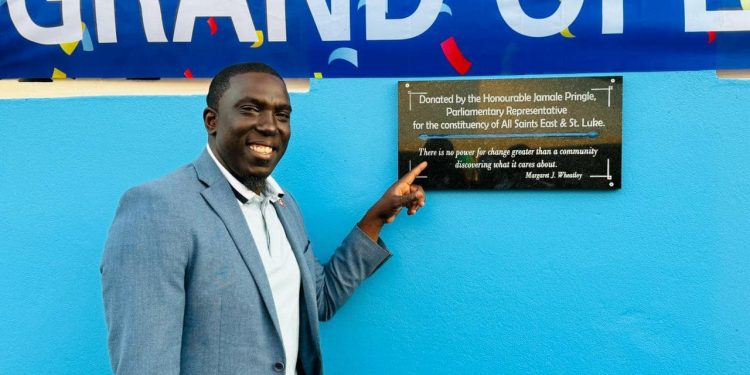 GRAND OPE
Donated by the Honourable Jamale Pringle,
Parliamentary Representative
for the constituency of All Saints East & St. Luke.
There is no power for change greater than a community
discovering what it cares about.
Margaret J. Wheatley